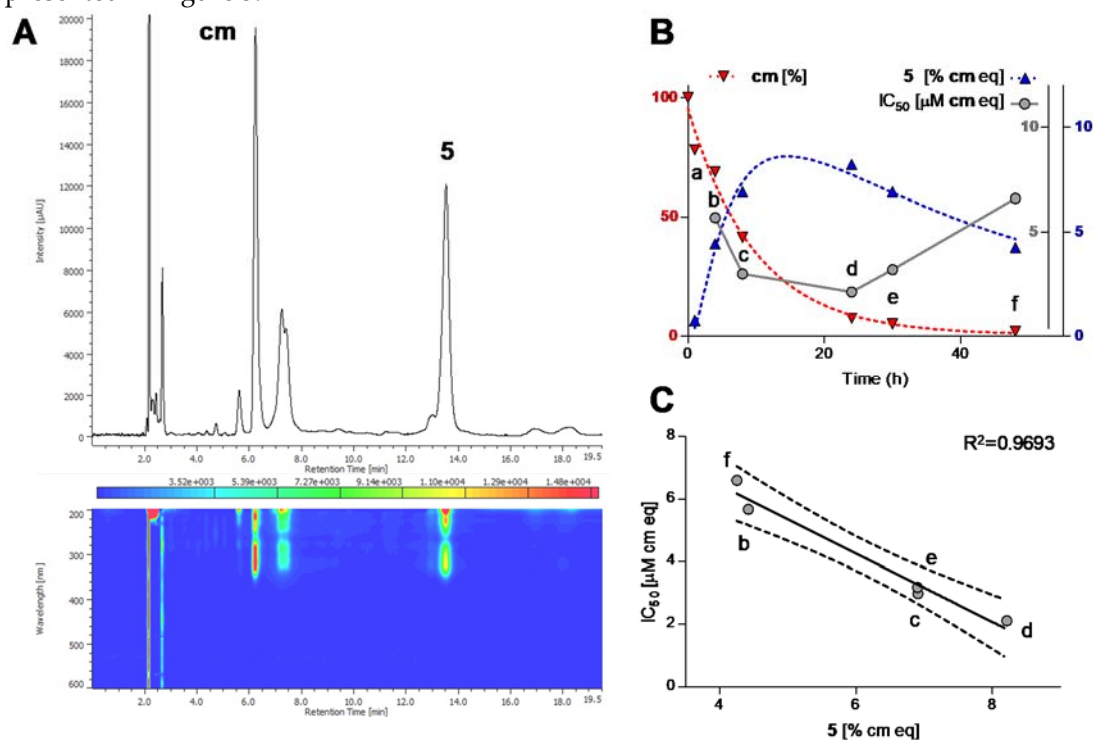 A
cm
5
20000
18000
16000
14000
12000
10000
8000
6000
4000
2000
0
Intensity [µAU]
2.0 4.0 6.0 8.0 10.0 12.0 14.0 16.0 18.0 19.5
Retention Time [min]
3.52e+003 5.39e+003 7.27e+003 9.14e+003 1.10e+004 1.29e+004 1.48e+004
200
300
400
500
600
Wavelength [nm]
2.0 4.0 6.0 8.0 10.0 12.0 14.0 16.0 18.0 19.5
Retention Time [min]
B
cm [%]
5 [% cm eq]
IC50 [µM cm eq]
100
50
0
10
5
10
5
0
a
b
c
d
e
f
0 20 40
Time (h)
C
R2=0.9693
8
6
4
2
0
IC50 [µM cm eq]
f
b
e
c
d
4 6 8
5 [% cm eq]